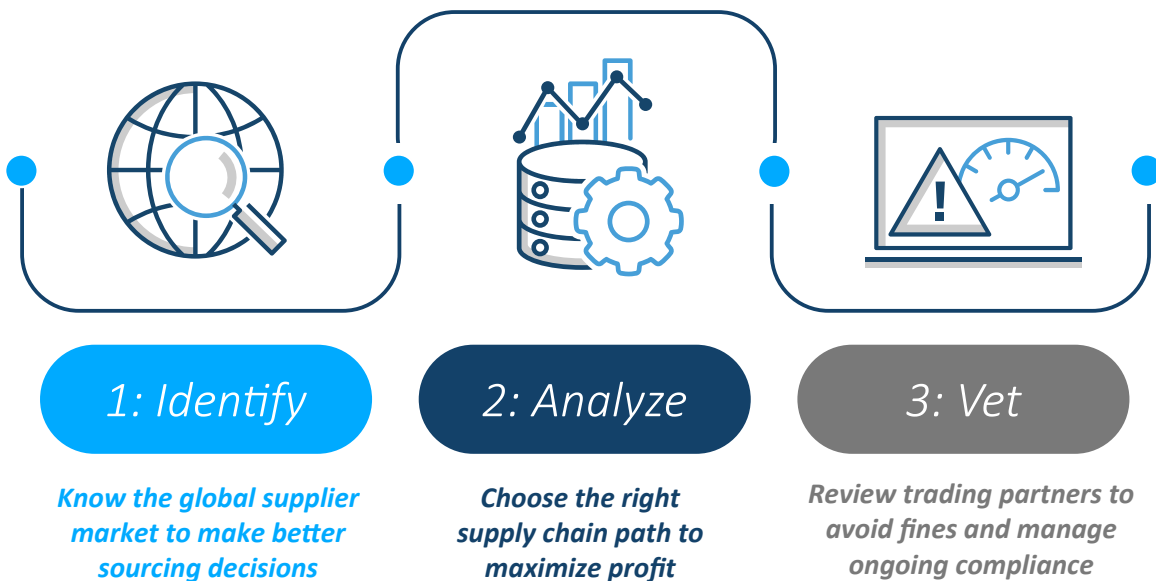 1: Identify
2: Analyze
3: Vet
Know the global supplier
market to make better
sourcing decisions
Choose the right
supply chain path to
maximize profit
Review trading partners to
avoid fines and manage
ongoing compliance